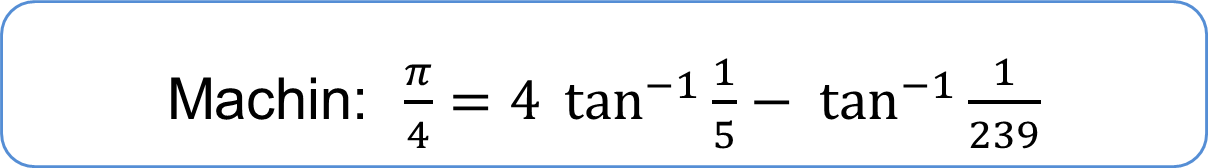 Machin: π/4 = 4 tan⁻¹ 1/5 − tan⁻¹ 1/239